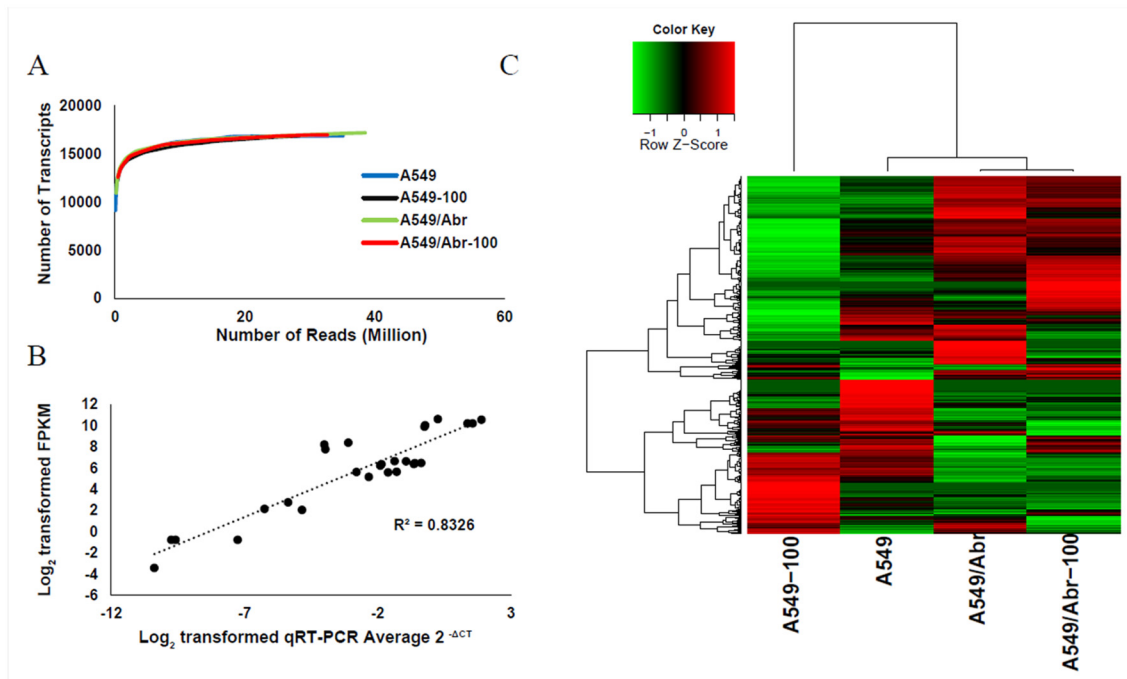 A
20000
15000
10000
5000
0
Number of Transcripts
A549
A549-100
A549/Abr
A549/Abr-100
0 20 40 60
Number of Reads (Million)
B
12
10
8
6
4
2
0
-2
-4
-6
Log2 transformed FPKM
R² = 0.8326
-12 -7 -2 3
Log2 transformed qRT-PCR Average 2 -ΔCT
C
Color Key
−1 0 1
Row Z−Score
A549−100
A549
A549/Abr
A549/Abr−100